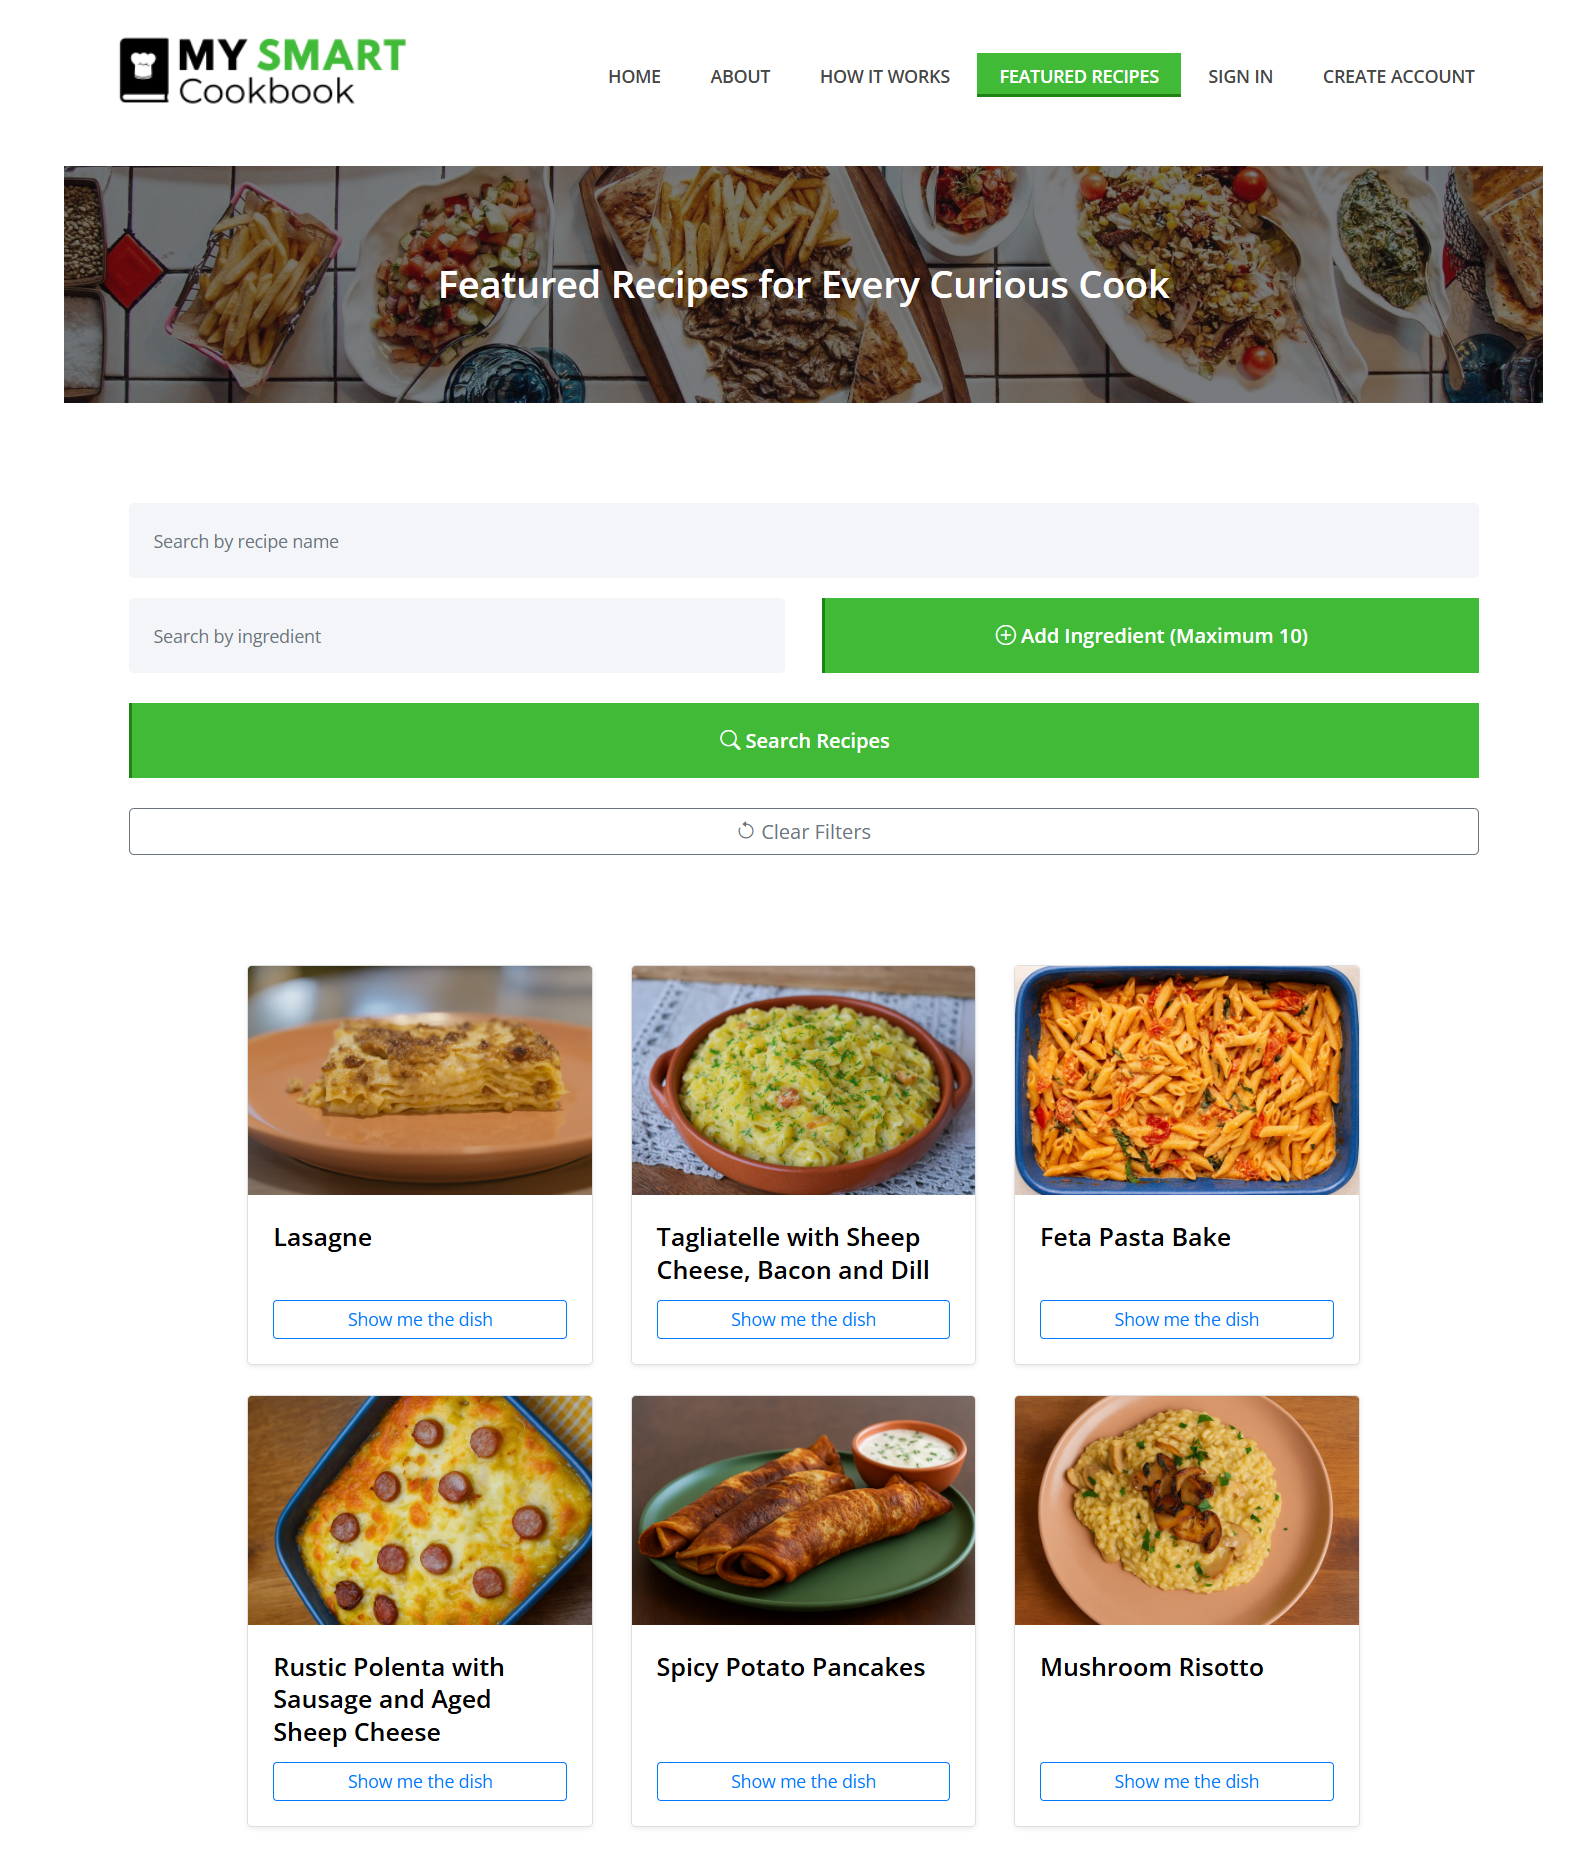 MY SMART
Cookbook
HOME ABOUT HOW IT WORKS FEATURED RECIPES SIGN IN CREATE ACCOUNT
Featured Recipes for Every Curious Cook
Search by recipe name
Search by ingredient
Add Ingredient (Maximum 10)
Search Recipes
Clear Filters
Lasagne
Show me the dish
Tagliatelle with Sheep
Cheese, Bacon and Dill
Show me the dish
Feta Pasta Bake
Show me the dish
Rustic Polenta with
Sausage and Aged
Sheep Cheese
Show me the dish
Spicy Potato Pancakes
Show me the dish
Mushroom Risotto
Show me the dish